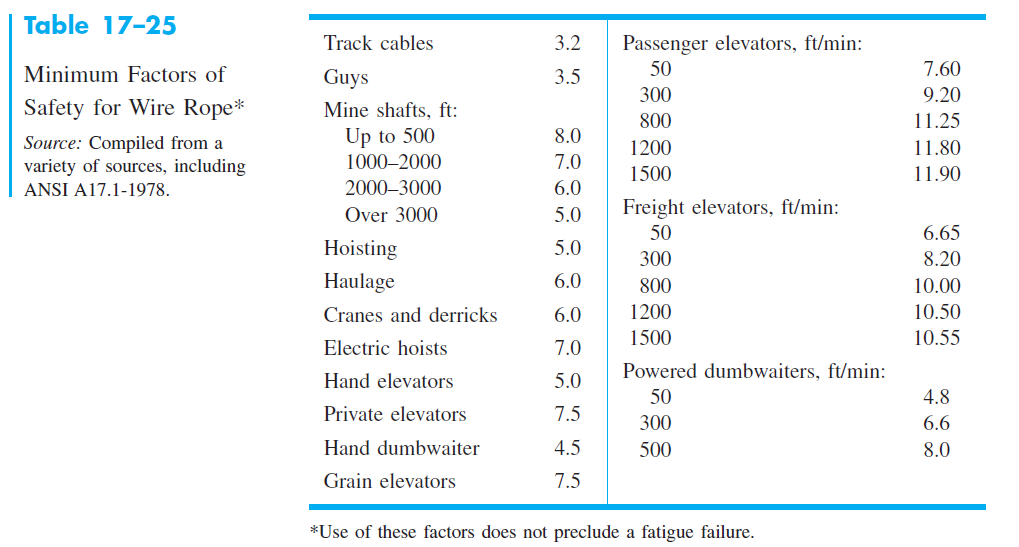 Table 17–25
Minimum Factors of
Safety for Wire Rope*
Source: Compiled from a
variety of sources, including
ANSI A17.1-1978.
Track cables 3.2
Guys 3.5
Mine shafts, ft:
Up to 500 8.0
1000–2000 7.0
2000–3000 6.0
Over 3000 5.0
Hoisting 5.0
Haulage 6.0
Cranes and derricks 6.0
Electric hoists 7.0
Hand elevators 5.0
Private elevators 7.5
Hand dumbwaiter 4.5
Grain elevators 7.5
Passenger elevators, ft/min:
50 7.60
300 9.20
800 11.25
1200 11.80
1500 11.90
Freight elevators, ft/min:
50 6.65
300 8.20
800 10.00
1200 10.50
1500 10.55
Powered dumbwaiters, ft/min:
50 4.8
300 6.6
500 8.0
*Use of these factors does not preclude a fatigue failure.